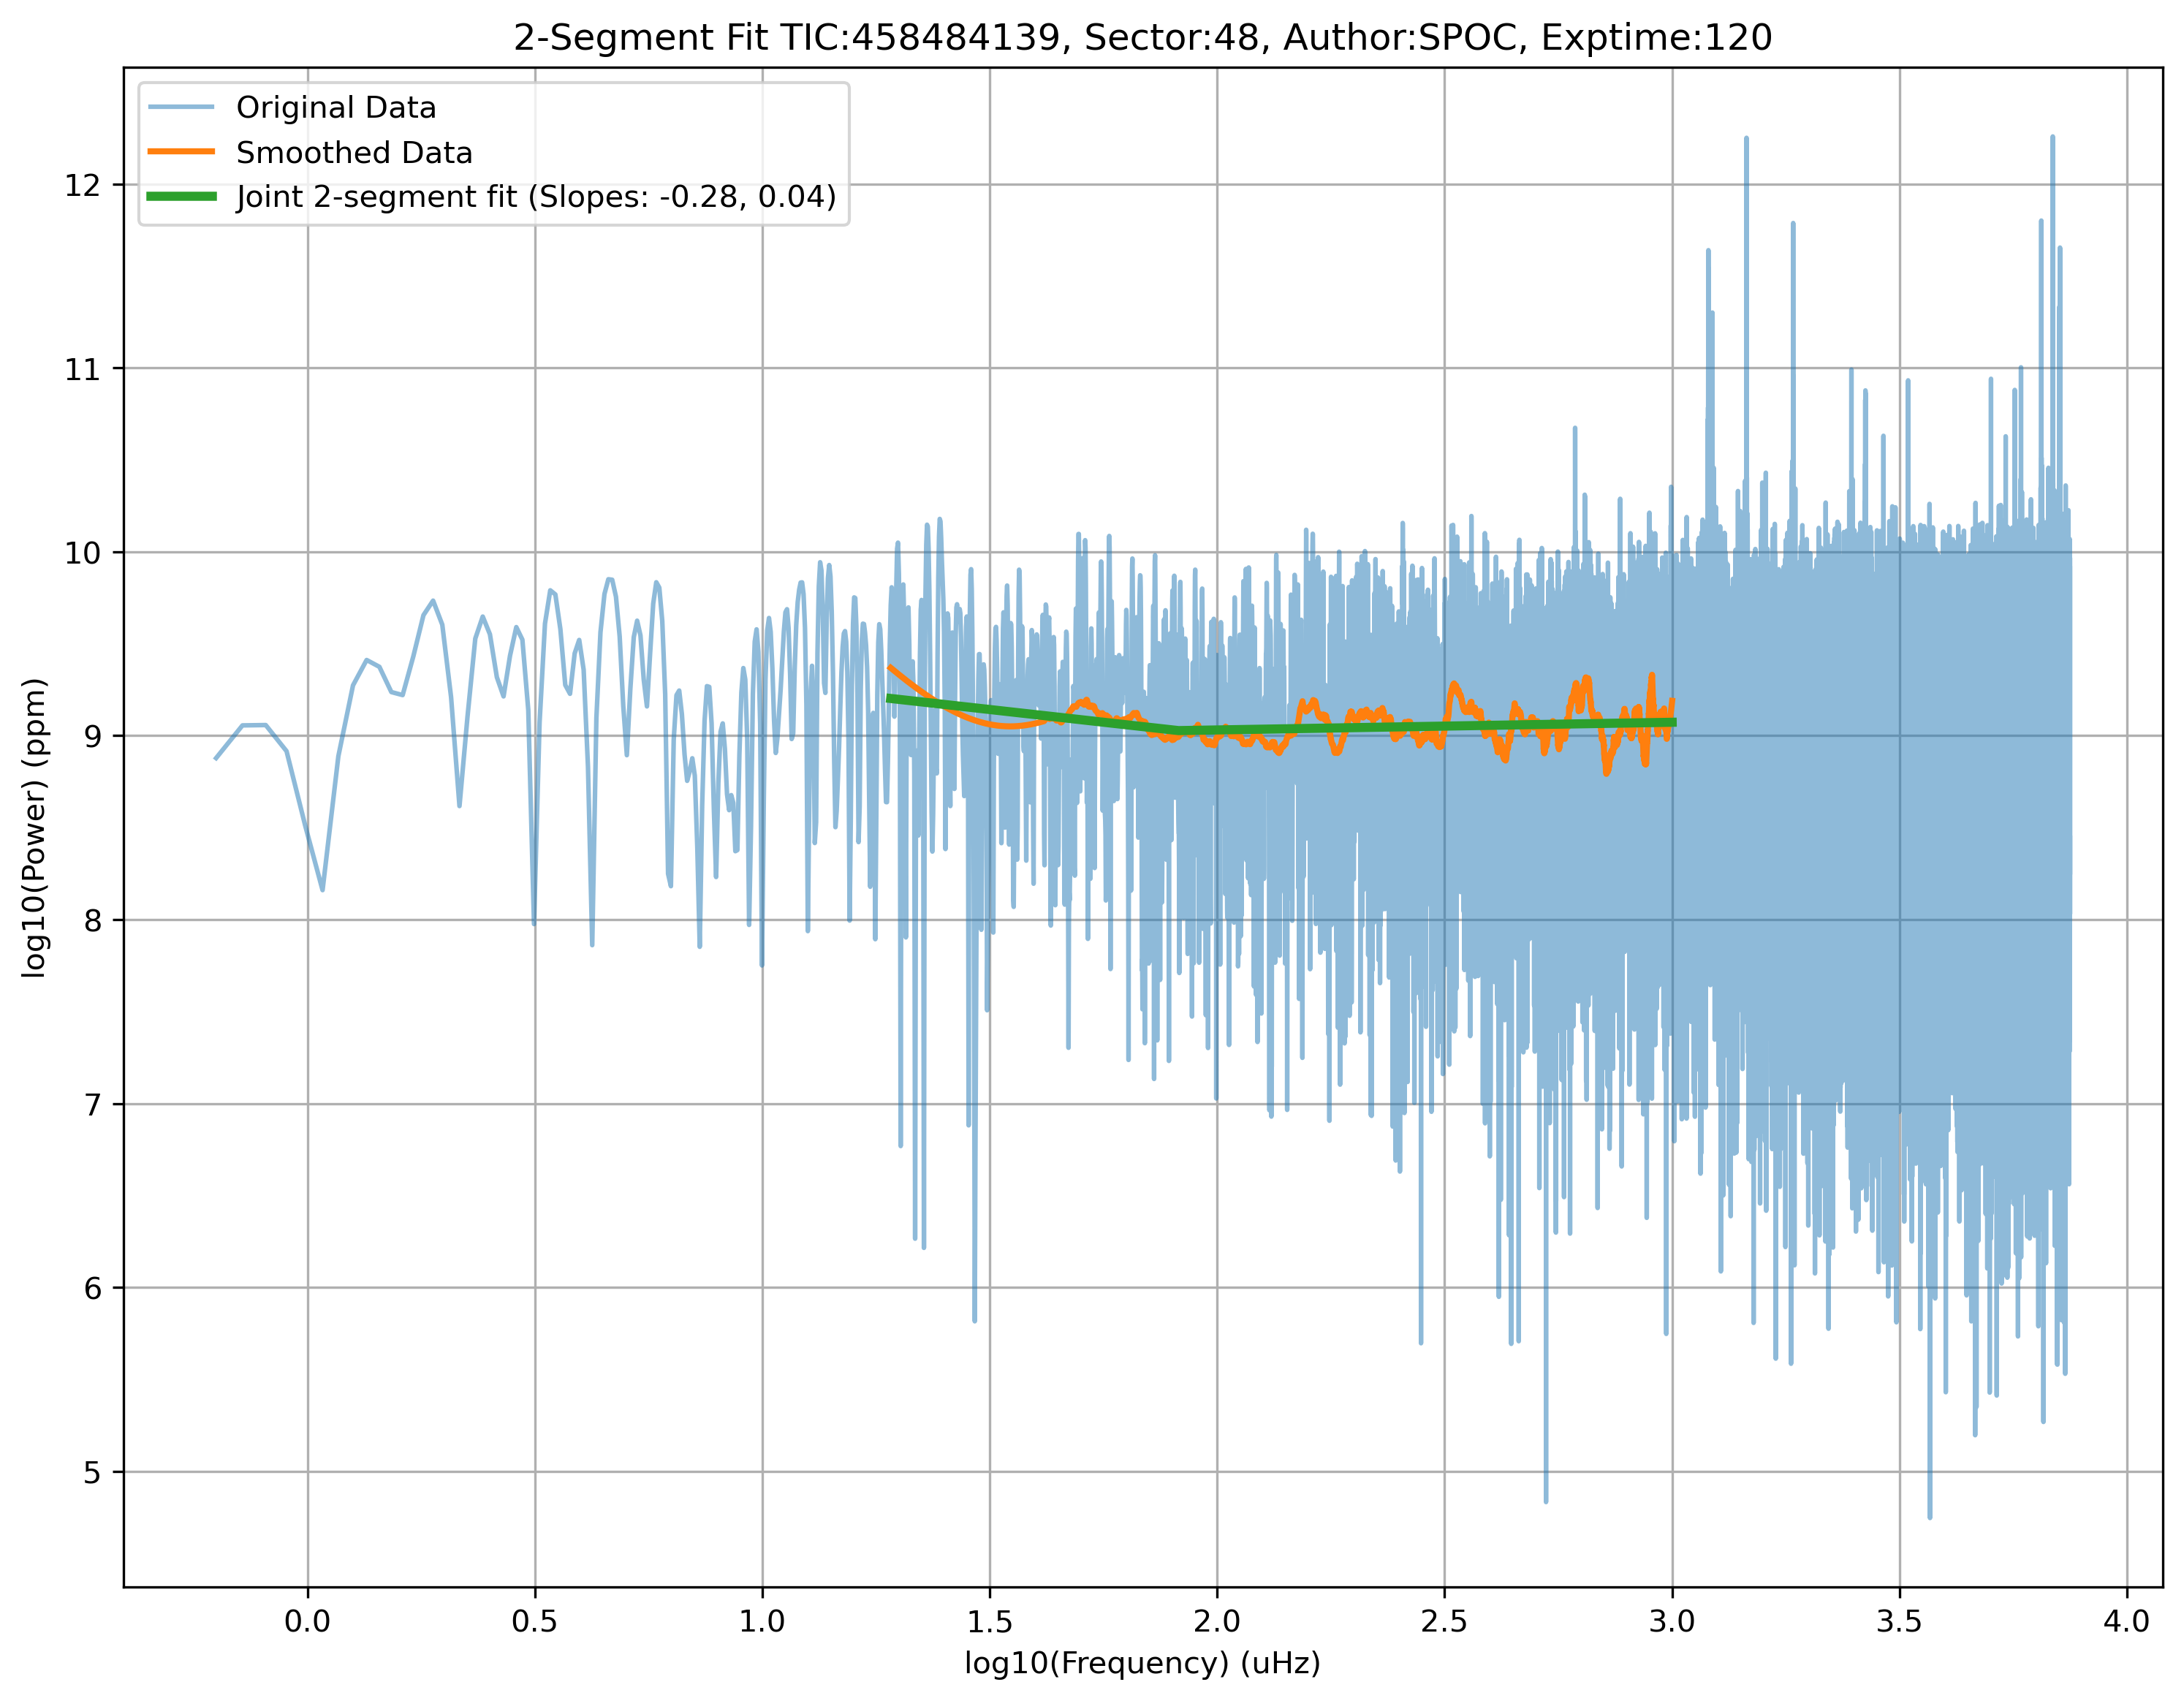 2-Segment Fit TIC:458484139, Sector:48, Author:SPOC, Exptime:120
Original Data
Smoothed Data
Joint 2-segment fit (Slopes: -0.28, 0.04)
log10(Power) (ppm)
12
11
10
9
8
7
6
5
0.0 0.5 1.0 1.5 2.0 2.5 3.0 3.5 4.0
log10(Frequency) (uHz)